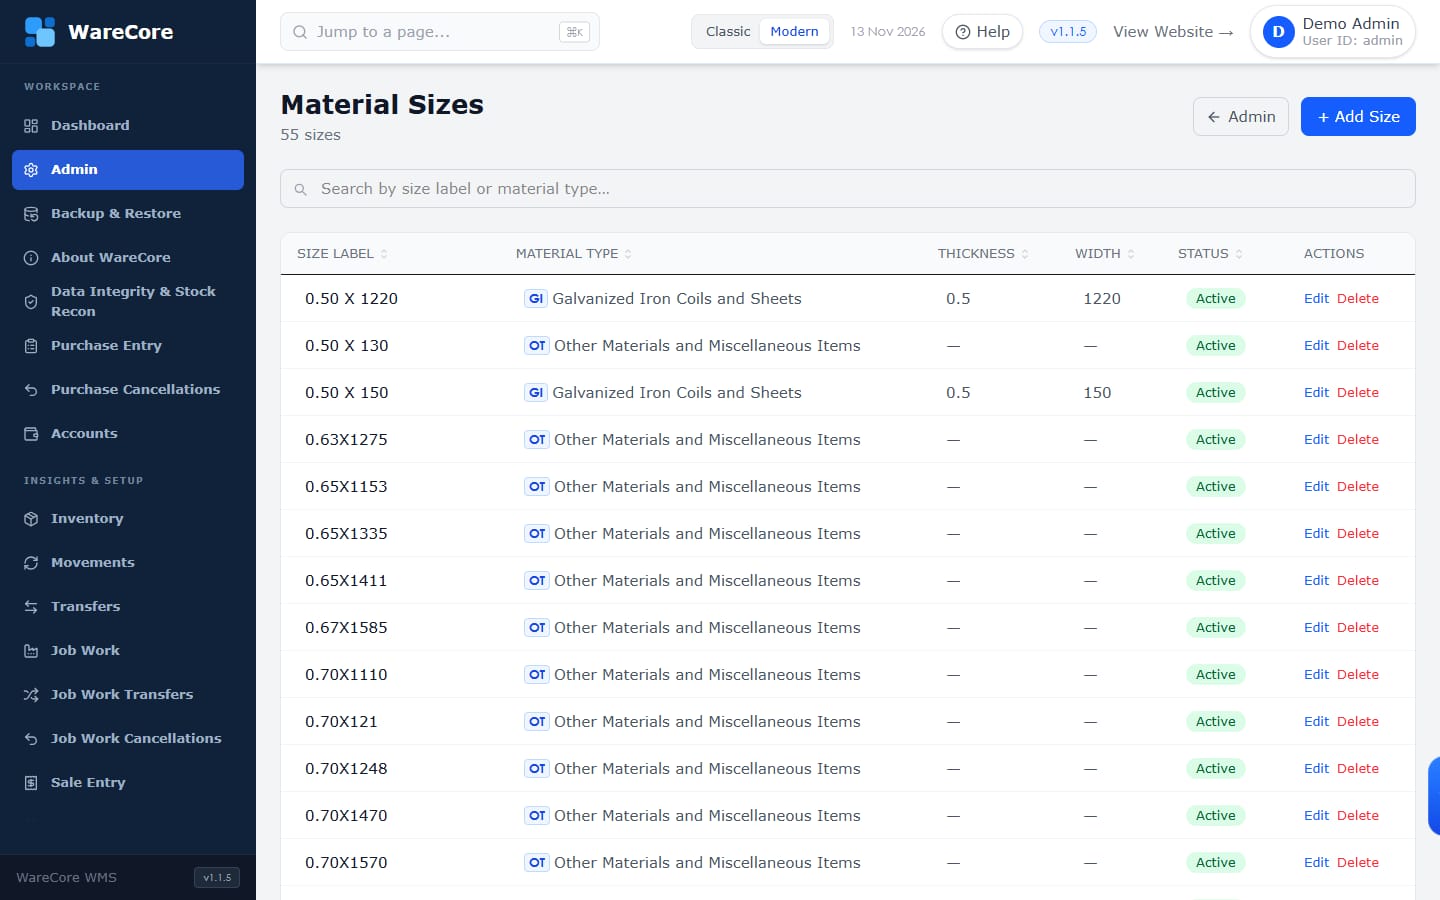 WareCore
Jump to a page...
⌘K
Classic
Modern
13 Nov 2026
Help
v1.1.5
View Website →
D
Demo Admin
User ID: admin
WORKSPACE
Dashboard
Admin
Backup & Restore
About WareCore
Data Integrity & Stock
Recon
Purchase Entry
Purchase Cancellations
Accounts
INSIGHTS & SETUP
Inventory
Movements
Transfers
Job Work
Job Work Transfers
Job Work Cancellations
Sale Entry
WareCore WMS
v1.1.5
Material Sizes
55 sizes
← Admin
+ Add Size
Search by size label or material type...
SIZE LABEL MATERIAL TYPE THICKNESS WIDTH STATUS ACTIONS
0.50 X 1220 GI Galvanized Iron Coils and Sheets 0.5 1220 Active Edit Delete
0.50 X 130 OT Other Materials and Miscellaneous Items — — Active Edit Delete
0.50 X 150 GI Galvanized Iron Coils and Sheets 0.5 150 Active Edit Delete
0.63X1275 OT Other Materials and Miscellaneous Items — — Active Edit Delete
0.65X1153 OT Other Materials and Miscellaneous Items — — Active Edit Delete
0.65X1335 OT Other Materials and Miscellaneous Items — — Active Edit Delete
0.65X1411 OT Other Materials and Miscellaneous Items — — Active Edit Delete
0.67X1585 OT Other Materials and Miscellaneous Items — — Active Edit Delete
0.70X1110 OT Other Materials and Miscellaneous Items — — Active Edit Delete
0.70X121 OT Other Materials and Miscellaneous Items — — Active Edit Delete
0.70X1248 OT Other Materials and Miscellaneous Items — — Active Edit Delete
0.70X1470 OT Other Materials and Miscellaneous Items — — Active Edit Delete
0.70X1570 OT Other Materials and Miscellaneous Items — — Active Edit Delete